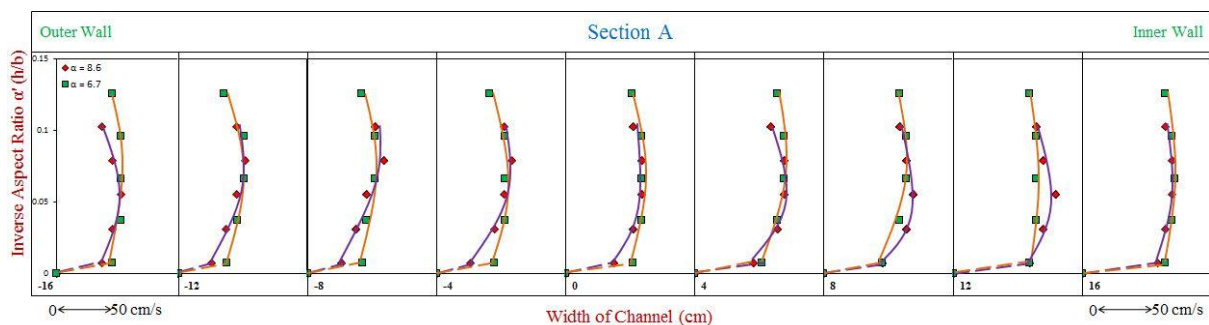 Outer Wall Section A Inner Wall
Inverse Aspect Ratio α' (h/b)
0.15
0.1
0.05
0
α = 8.6
α = 6.7
-16 -12 -8 -4 0 4 8 12 16
0 50 cm/s Width of Channel (cm) 0 50 cm/s